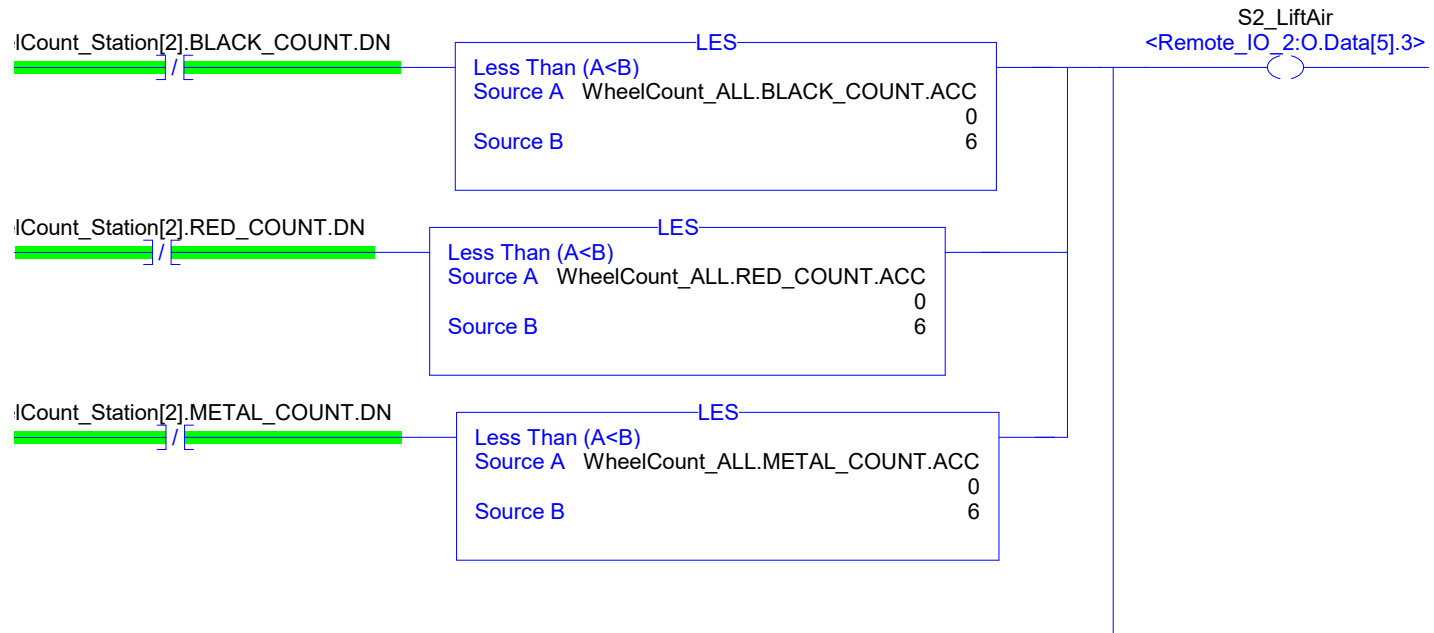 S2_LiftAir
lCount_Station[2].BLACK_COUNT.DN
<Remote_IO_2:O.Data[5].3>
LES
Less Than (A<B)
Source A WheelCount_ALL.BLACK_COUNT.ACC
0
Source B 6
lCount_Station[2].RED_COUNT.DN
LES
Less Than (A<B)
Source A WheelCount_ALL.RED_COUNT.ACC
0
Source B 6
lCount_Station[2].METAL_COUNT.DN
LES
Less Than (A<B)
Source A WheelCount_ALL.METAL_COUNT.ACC
0
Source B 6